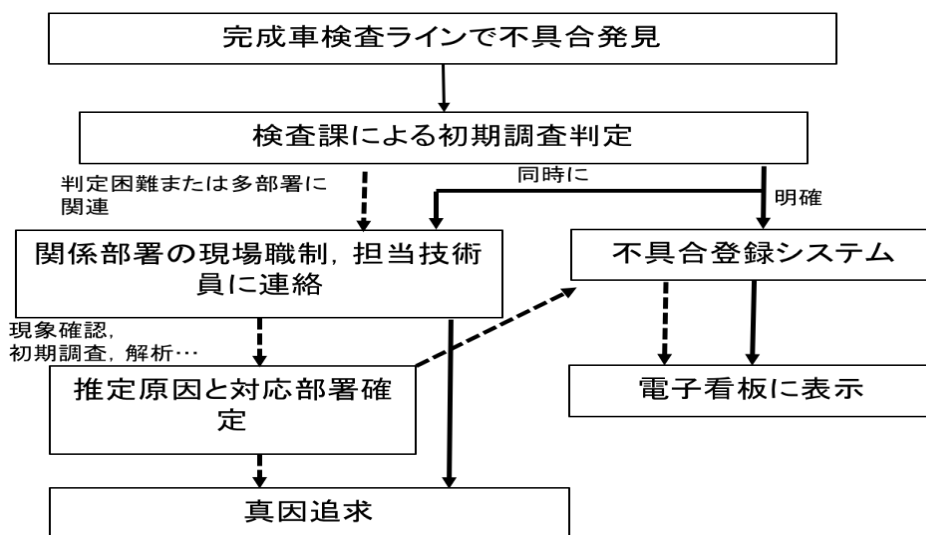 完成車検査ラインで不具合発見
検査課による初期調査判定
判定困難または多部署に
関連
同時に
明確
関係部署の現場職制，担当技術
員に連絡
不具合登録システム
現象確認，
初期調査，解析…
推定原因と対応部署確
定
電子看板に表示
真因追求